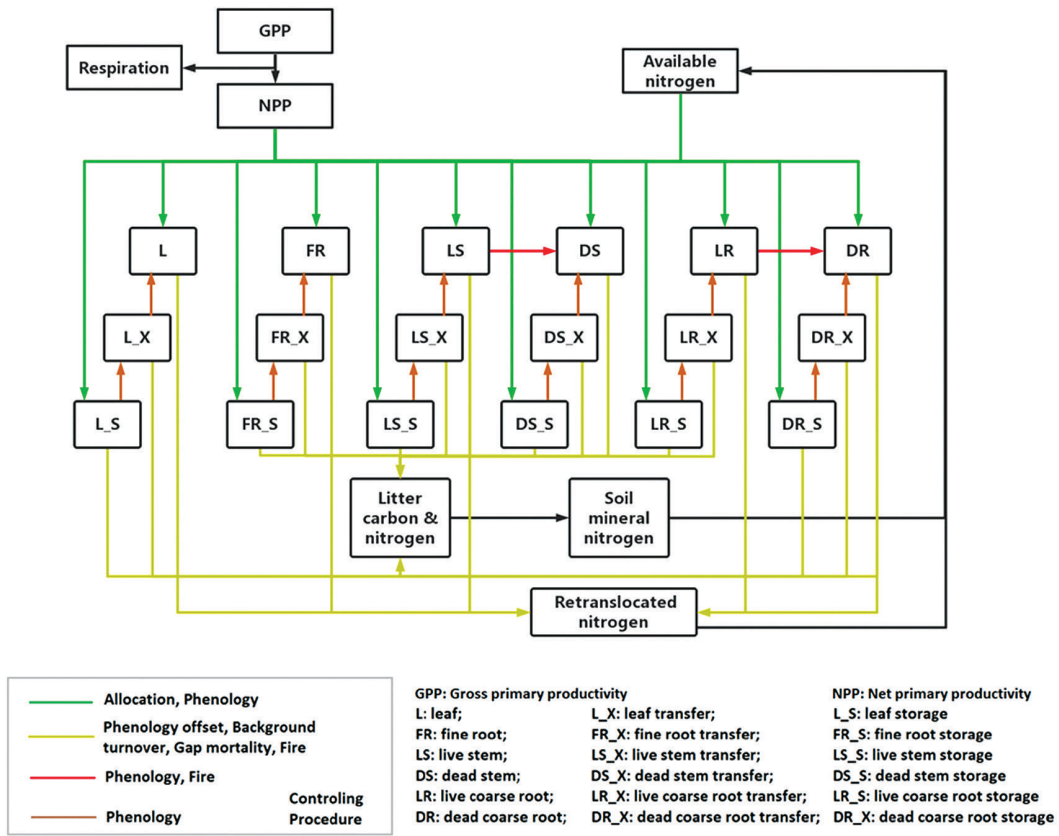 GPP
Respiration
NPP
Available
nitrogen
L
FR
LS
DS
LR
DR
L_X
FR_X
LS_X
DS_X
LR_X
DR_X
L_S
FR_S
LS_S
DS_S
LR_S
DR_S
Litter
carbon &
nitrogen
Soil
mineral
nitrogen
Retranslocated
nitrogen
Allocation, Phenology
Phenology offset, Background
turnover, Gap mortality, Fire
Phenology, Fire
Phenology
Controling
Procedure
GPP: Gross primary productivity NPP: Net primary productivity
L: leaf; L_X: leaf transfer; L_S: leaf storage
FR: fine root; FR_X: fine root transfer; FR_S: fine root storage
LS: live stem; LS_X: live stem transfer; LS_S: live stem storage
DS: dead stem; DS_X: dead stem transfer; DS_S: dead stem storage
LR: live coarse root; LR_X: live coarse root transfer; LR_S: live coarse root storage
DR: dead coarse root; DR_X: dead coarse root transfer; DR_X: dead coarse root storage